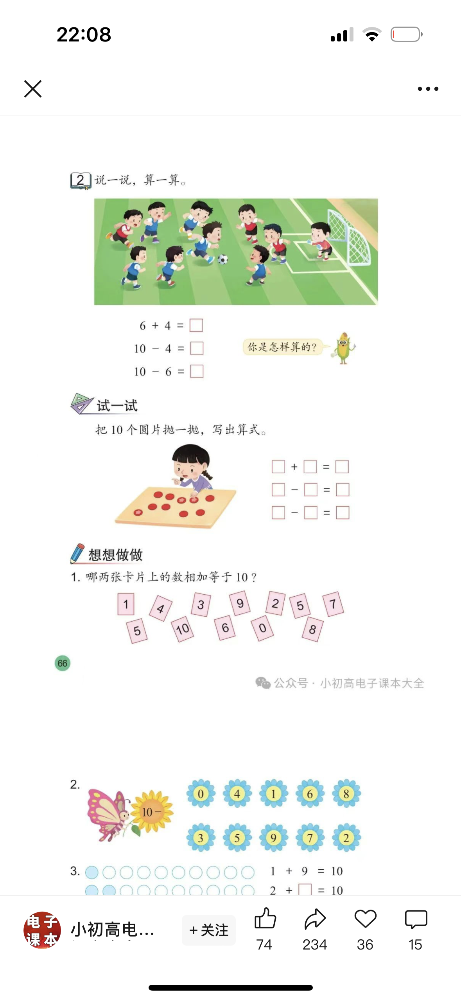 22:08
2 说一说，算一算。
6 + 4 = □
10 − 4 = □
你是怎样算的？
10 − 6 = □
试一试
把 10 个圆片抛一抛，写出算式。
□ + □ = □
□ − □ = □
□ − □ = □
想想做做
1. 哪两张卡片上的数相加等于 10？
1 4 3 9 2 5 7
5 10 6 0 8
66
公众号 · 小初高电子课本大全
2.
10 −
0 4 1 6 8
3 5 9 7 2
3. 1 + 9 = 10
2 + □ = 10
电子
课本
小初高电...
+ 关注
74 234 36 15